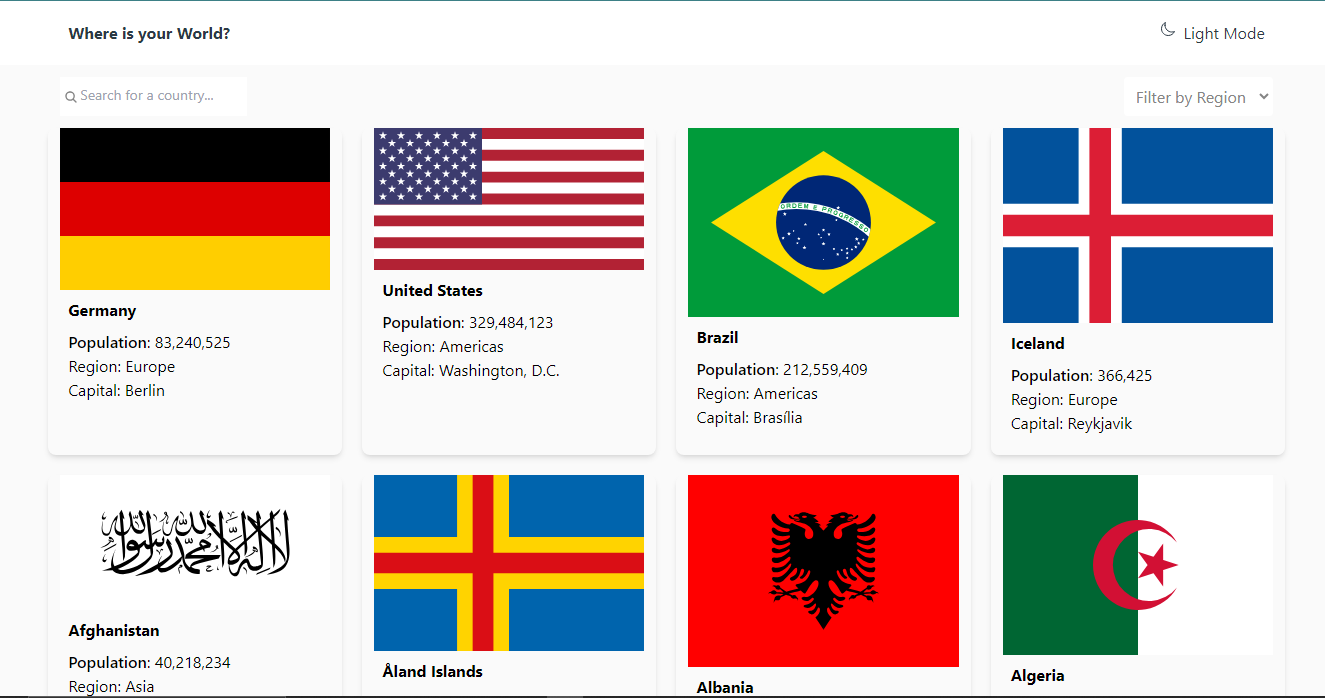 Where is your World?
Light Mode
Search for a country...
Filter by Region
ORDEM E PROGRESSO
Germany
Population: 83,240,525
Region: Europe
Capital: Berlin
United States
Population: 329,484,123
Region: Americas
Capital: Washington, D.C.
Brazil
Population: 212,559,409
Region: Americas
Capital: Brasília
Iceland
Population: 366,425
Region: Europe
Capital: Reykjavik
لا إله إلا الله محمد رسول الله
Afghanistan
Population: 40,218,234
Region: Asia
Åland Islands
Albania
Algeria